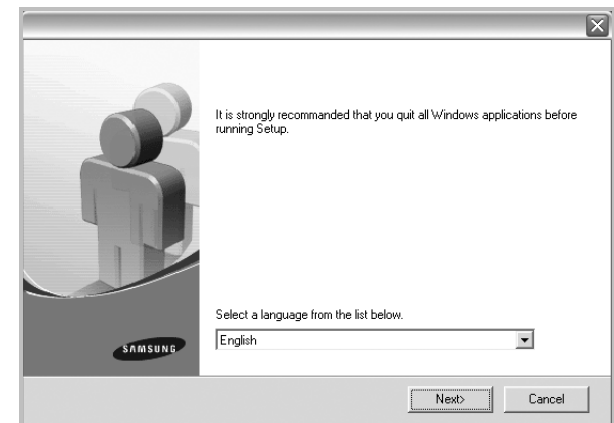 It is strongly recommanded that you quit all Windows applications before
running Setup.
Select a language from the list below.
English
SAMSUNG
Next>
Cancel